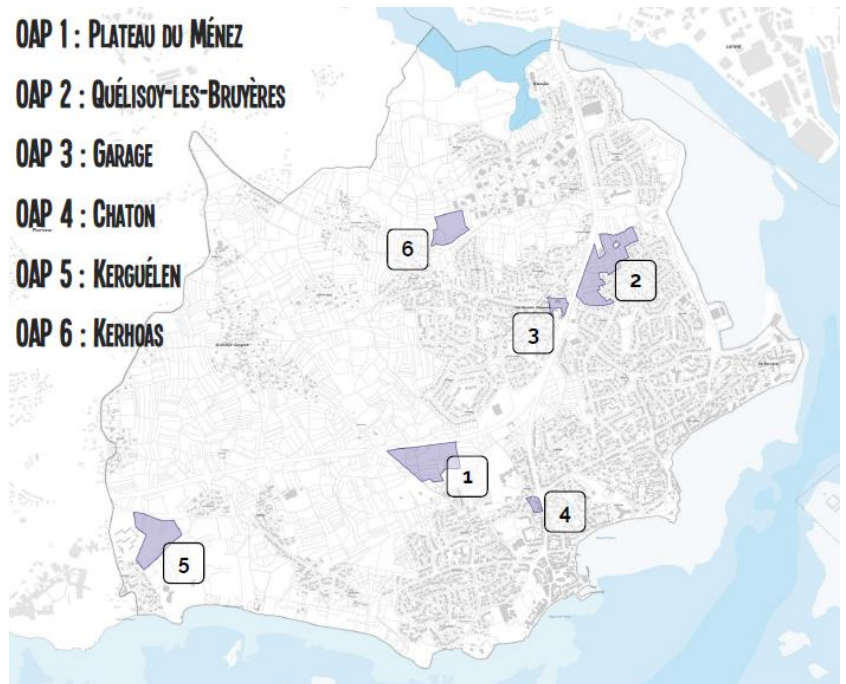 OAP 1 : PLATEAU DU MÉNEZ
OAP 2 : QUÉLISOY-LES-BRUYÈRES
OAP 3 : GARAGE
OAP 4 : CHATON
OAP 5 : KERGUÉLEN
OAP 6 : KERHOAS
6
2
3
1
4
5